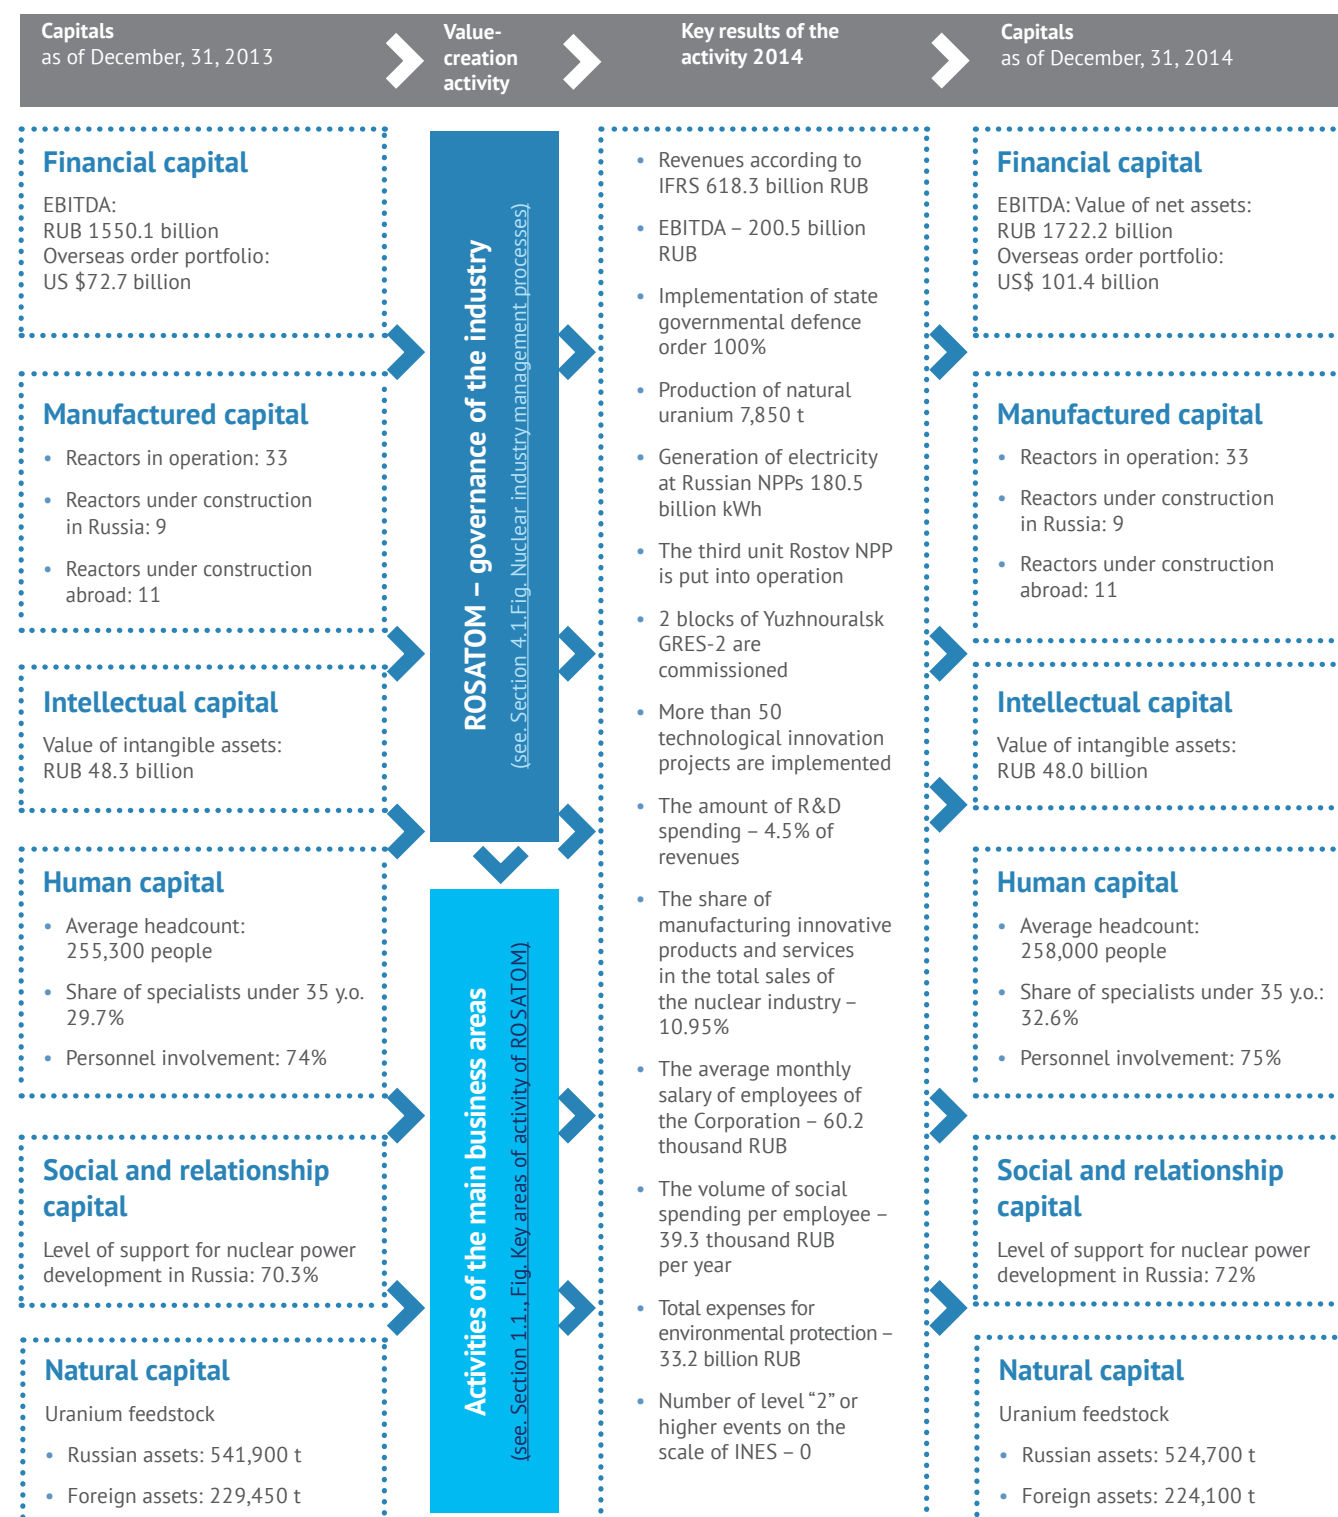 Capitals
as of December, 31, 2013
Value-
creation
activity
Key results of the
activity 2014
Capitals
as of December, 31, 2014
Financial capital
EBITDA:
RUB 1550.1 billion
Overseas order portfolio:
US $72.7 billion
Manufactured capital
• Reactors in operation: 33
• Reactors under construction
in Russia: 9
• Reactors under construction
abroad: 11
Intellectual capital
Value of intangible assets:
RUB 48.3 billion
Human capital
• Average headcount:
255,300 people
• Share of specialists under 35 y.o.
29.7%
• Personnel involvement: 74%
Social and relationship
capital
Level of support for nuclear power
development in Russia: 70.3%
Natural capital
Uranium feedstock
• Russian assets: 541,900 t
• Foreign assets: 229,450 t
ROSATOM – governance of the industry
(see. Section 4.1.Fig. Nuclear industry management processes)
Activities of the main business areas
(see. Section 1.1., Fig. Key areas of activity of ROSATOM)
• Revenues according to
IFRS 618.3 billion RUB
• EBITDA – 200.5 billion
RUB
• Implementation of state
governmental defence
order 100%
• Production of natural
uranium 7,850 t
• Generation of electricity
at Russian NPPs 180.5
billion kWh
• The third unit Rostov NPP
is put into operation
• 2 blocks of Yuzhnouralsk
GRES-2 are
commissioned
• More than 50
technological innovation
projects are implemented
• The amount of R&D
spending – 4.5% of
revenues
• The share of
manufacturing innovative
products and services
in the total sales of
the nuclear industry –
10.95%
• The average monthly
salary of employees of
the Corporation – 60.2
thousand RUB
• The volume of social
spending per employee –
39.3 thousand RUB
per year
• Total expenses for
environmental protection –
33.2 billion RUB
• Number of level “2” or
higher events on the
scale of INES – 0
Financial capital
EBITDA: Value of net assets:
RUB 1722.2 billion
Overseas order portfolio:
US$ 101.4 billion
Manufactured capital
• Reactors in operation: 33
• Reactors under construction
in Russia: 9
• Reactors under construction
abroad: 11
Intellectual capital
Value of intangible assets:
RUB 48.0 billion
Human capital
• Average headcount:
258,000 people
• Share of specialists under 35 y.o.:
32.6%
• Personnel involvement: 75%
Social and relationship
capital
Level of support for nuclear power
development in Russia: 72%
Natural capital
Uranium feedstock
• Russian assets: 524,700 t
• Foreign assets: 224,100 t